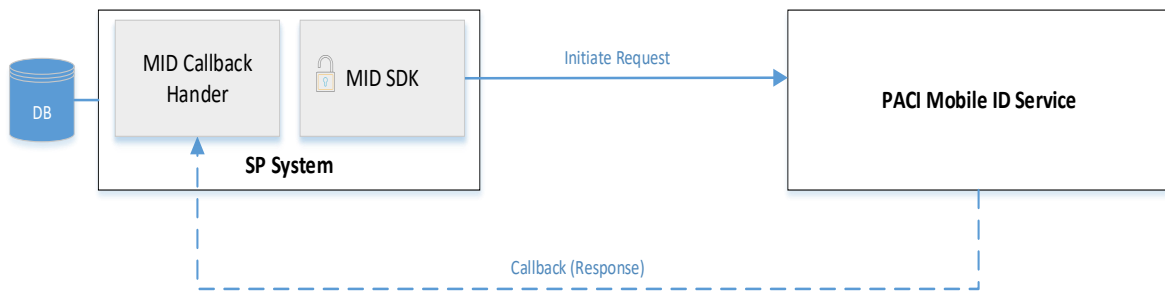 MID Callback
Hander
MID SDK
Initiate Request
PACI Mobile ID Service
DB
SP System
Callback (Response)